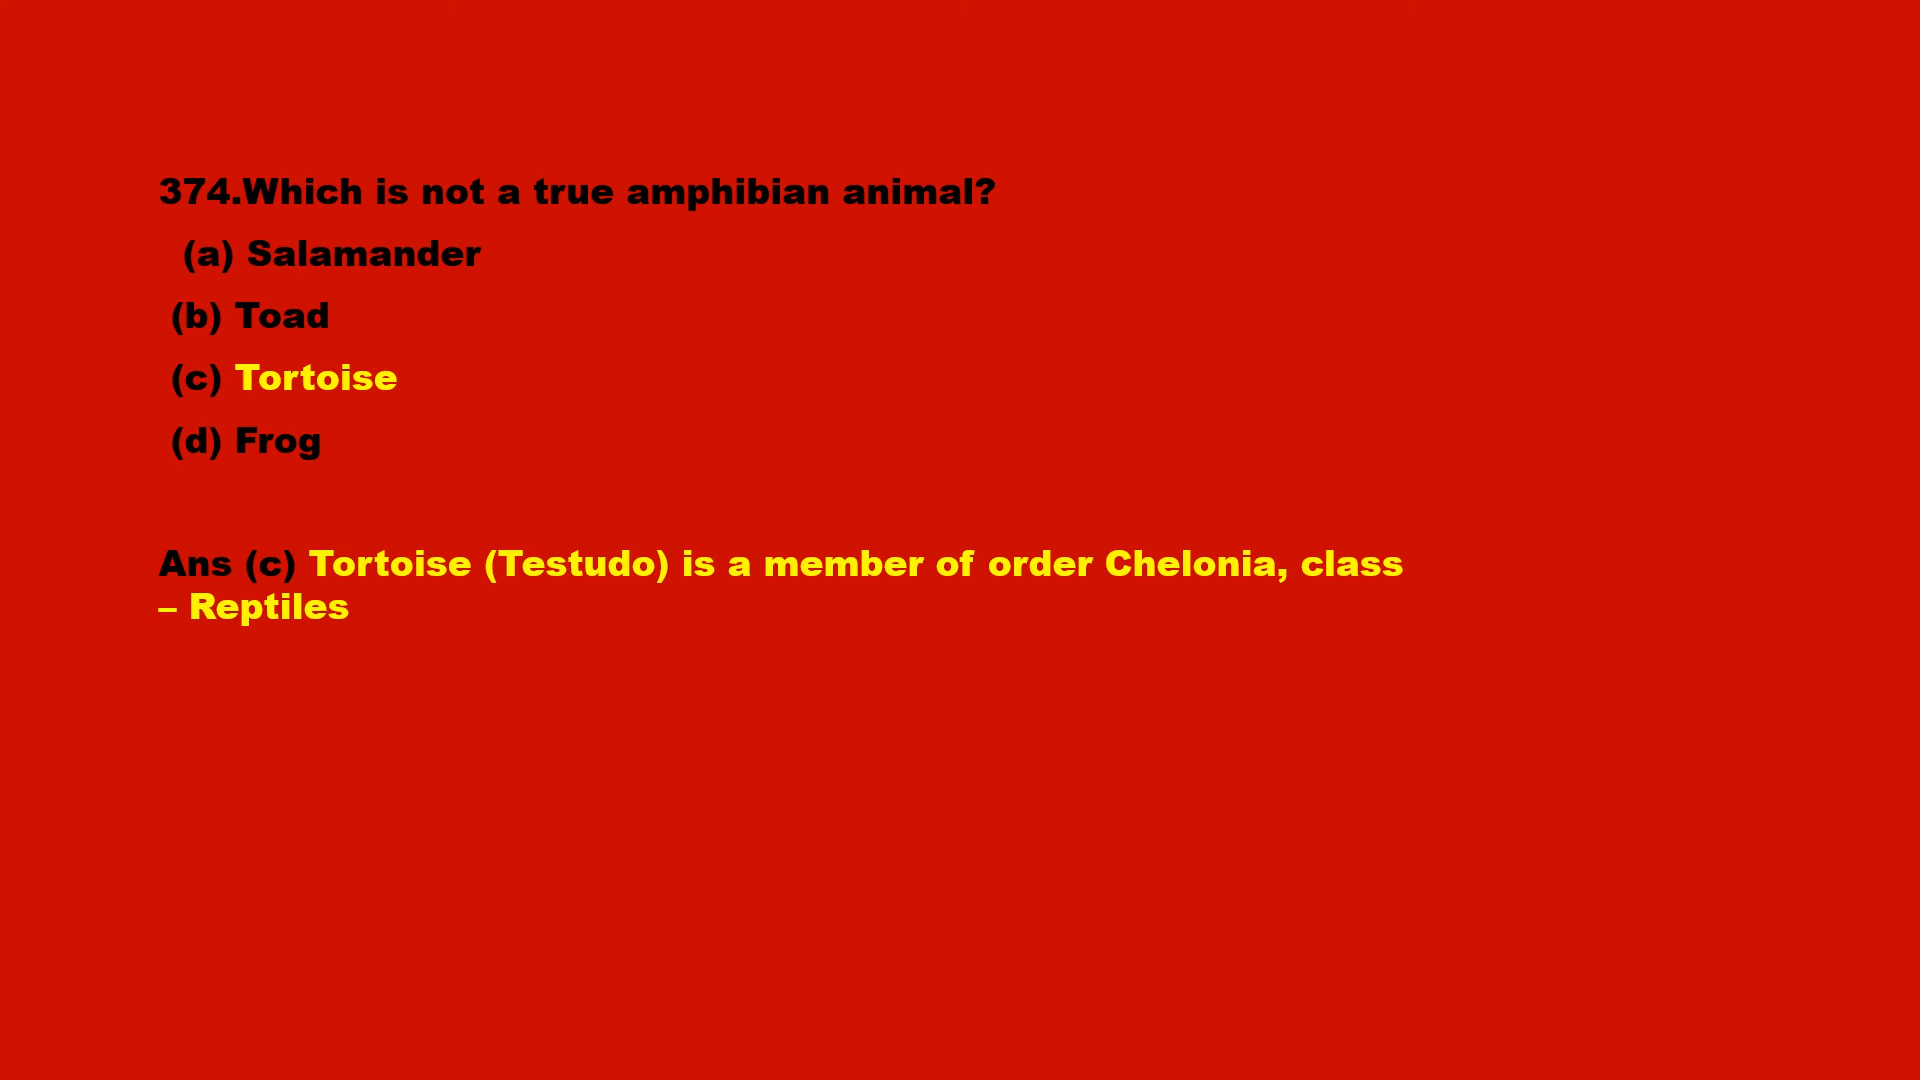 374.Which is not a true amphibian animal?
(a) Salamander
(b) Toad
(c) Tortoise
(d) Frog
Ans (c) Tortoise (Testudo) is a member of order Chelonia, class
– Reptiles